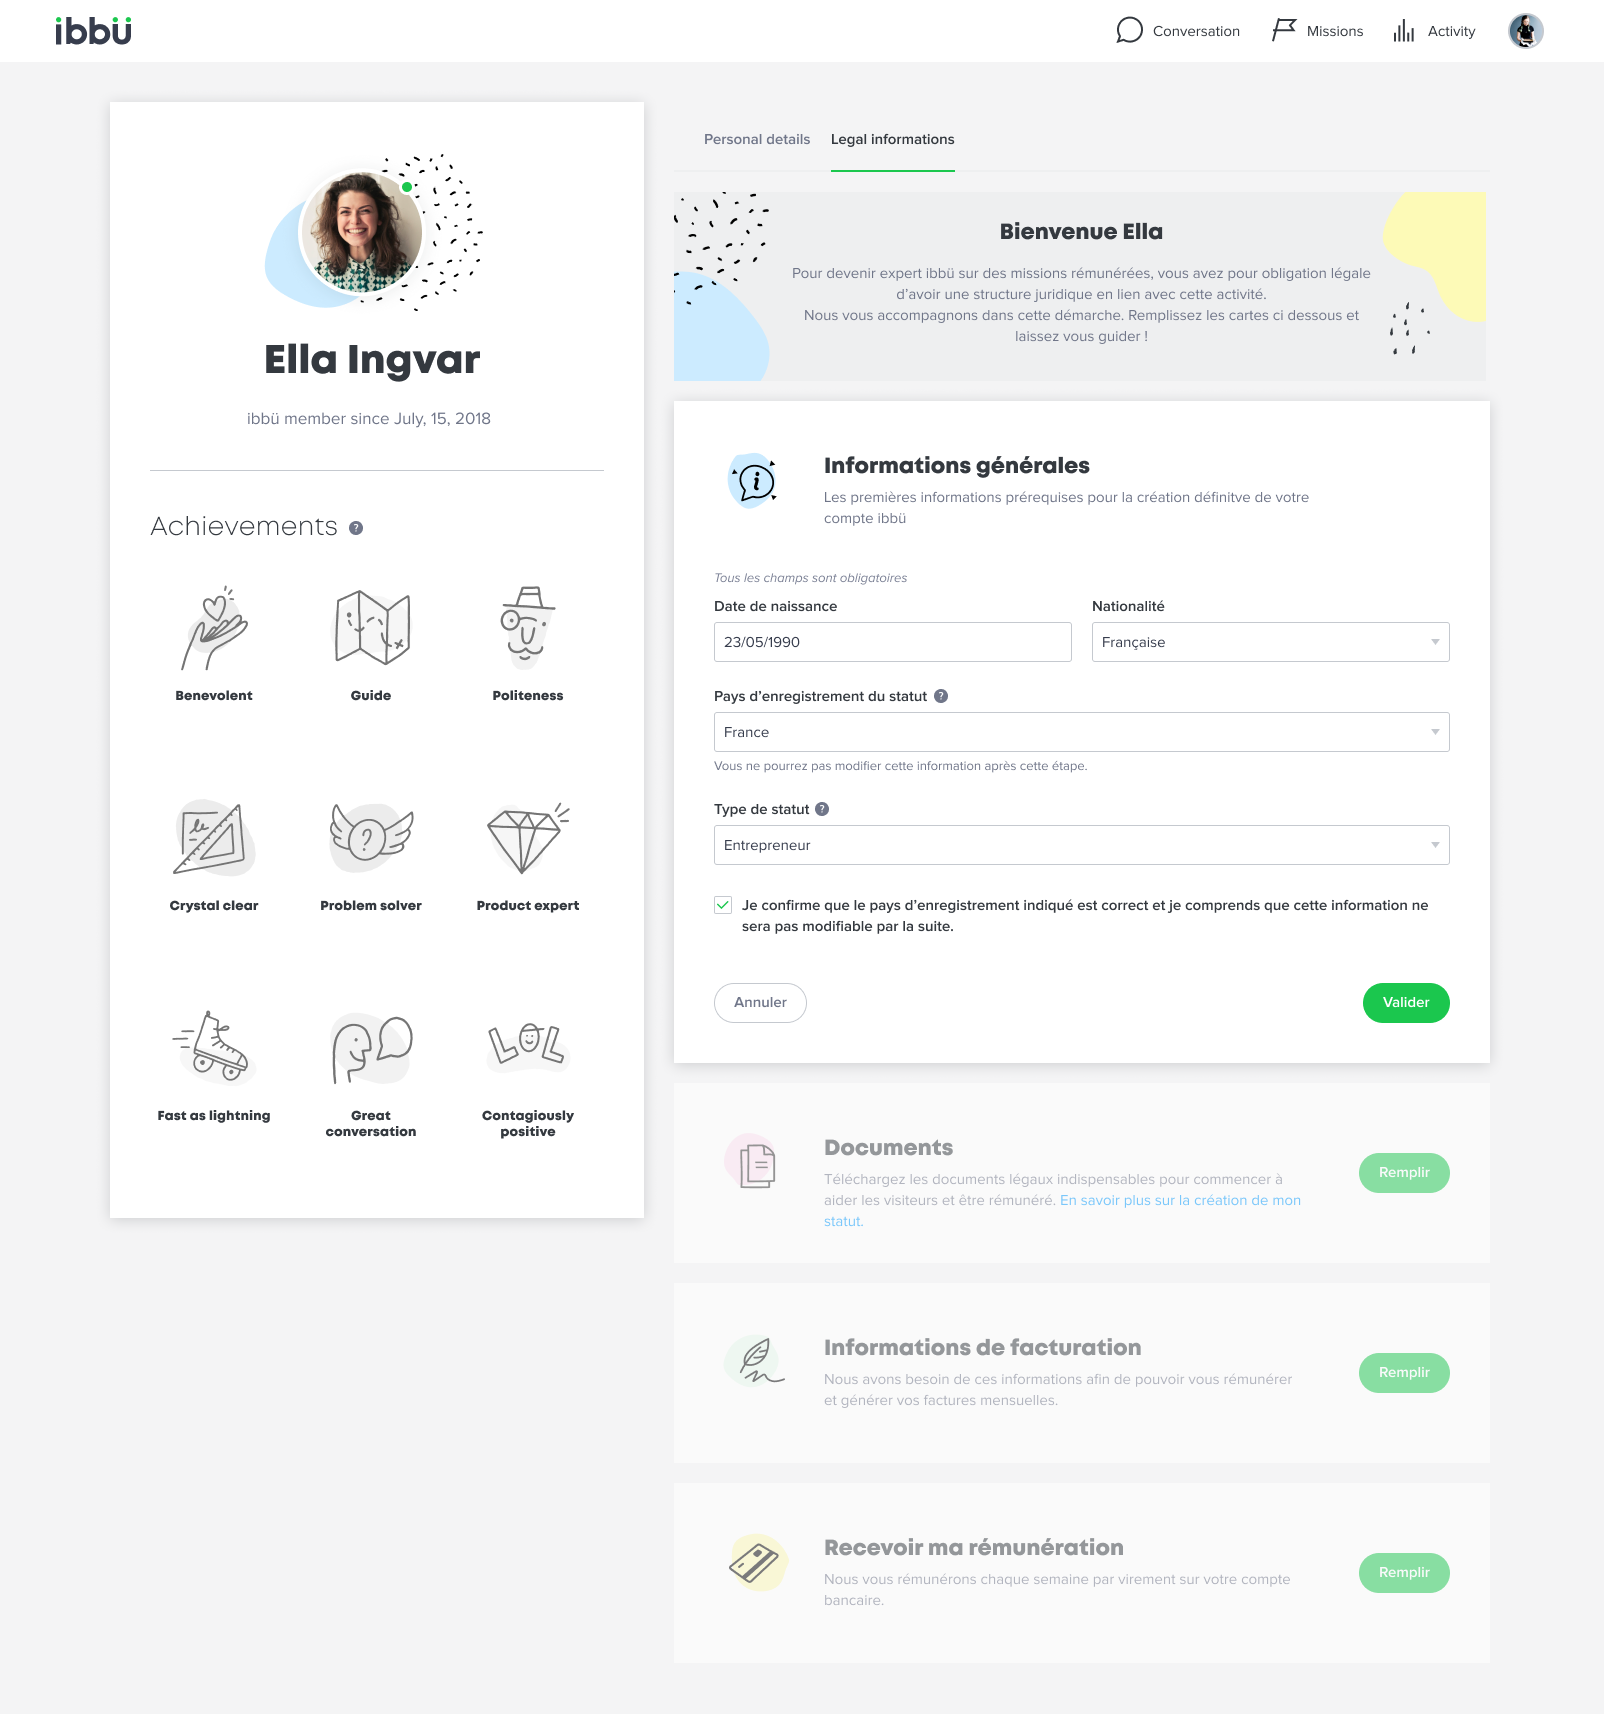 ibbü
Conversation
Missions
Activity
Ella Ingvar
ibbü member since July, 15, 2018
Achievements ?
Benevolent
Guide
Politeness
le
?
Crystal clear
Problem solver
Product expert
LOL
Fast as lightning
Great
conversation
Contagiously
positive
Personal details
Legal informations
Bienvenue Ella
Pour devenir expert ibbü sur des missions rémunérées, vous avez pour obligation légale
d’avoir une structure juridique en lien avec cette activité.
Nous vous accompagnons dans cette démarche. Remplissez les cartes ci dessous et
laissez vous guider !
i
Informations générales
Les premières informations prérequises pour la création définitve de votre
compte ibbü
Tous les champs sont obligatoires
Date de naissance
Nationalité
23/05/1990
Française
Pays d’enregistrement du statut ?
France
Vous ne pourrez pas modifier cette information après cette étape.
Type de statut ?
Entrepreneur
Je confirme que le pays d’enregistrement indiqué est correct et je comprends que cette information ne
sera pas modifiable par la suite.
Annuler
Valider
Documents
Téléchargez les documents légaux indispensables pour commencer à
aider les visiteurs et être rémunéré. En savoir plus sur la création de mon
statut.
Remplir
Informations de facturation
Nous avons besoin de ces informations afin de pouvoir vous rémunérer
et générer vos factures mensuelles.
Remplir
Recevoir ma rémunération
Nous vous rémunérons chaque semaine par virement sur votre compte
bancaire.
Remplir